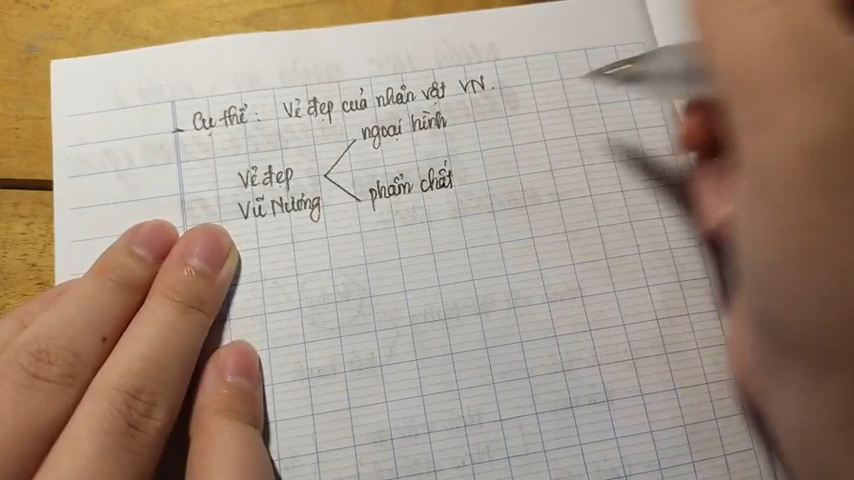 - Cụ thể: Vẻ đẹp của nhân vật VN.
ngoại hình
Vẻ đẹp
Vũ Nương
phẩm chất